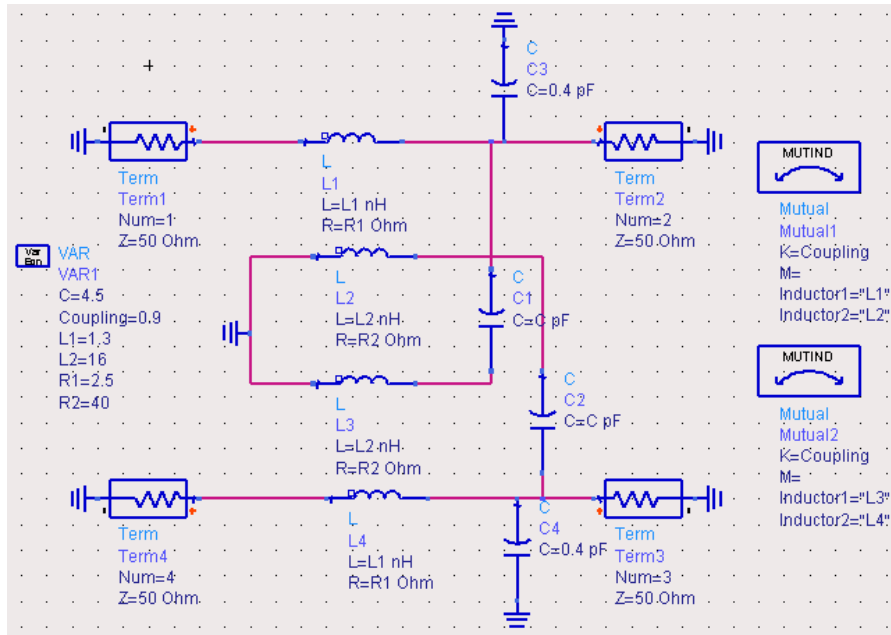 C
C3
C=0.4 pF
Term
Term1
Num=1
Z=50 Ohm
L
L1
L=L1 nH
R=R1 Ohm
Term
Term2
Num=2
Z=50 Ohm
MUTIND
Mutual
Mutual1
K=Coupling
M=
Inductor1="L1"
Inductor2="L2"
Var
Eqn
VAR
VAR1
C=4.5
Coupling=0.9
L1=1.3
L2=16
R1=2.5
R2=40
L
L2
L=L2 nH
R=R2 Ohm
C
C1
C=C pF
L
L3
L=L2 nH
R=R2 Ohm
C
C2
C=C pF
MUTIND
Mutual
Mutual2
K=Coupling
M=
Inductor1="L3"
Inductor2="L4"
Term
Term4
Num=4
Z=50 Ohm
L
L4
L=L1 nH
R=R1 Ohm
C
C4
C=0.4 pF
Term
Term3
Num=3
Z=50 Ohm